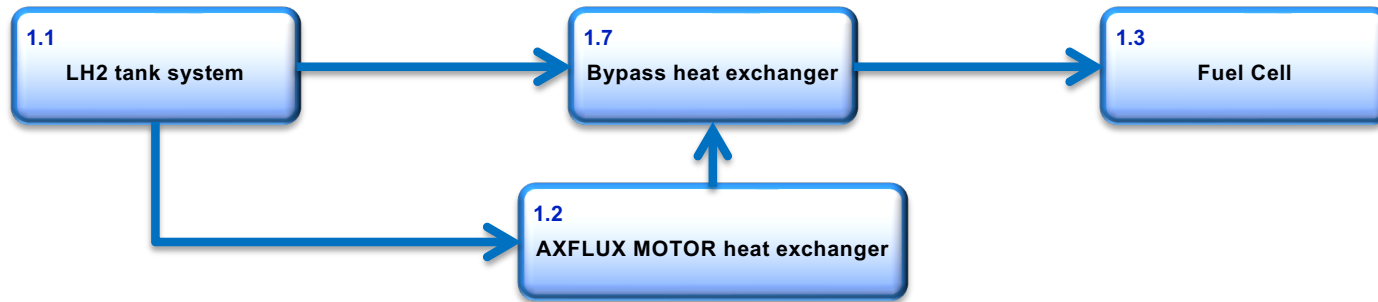 1.1
LH2 tank system
1.7
Bypass heat exchanger
1.3
Fuel Cell
1.2
AXFLUX MOTOR heat exchanger